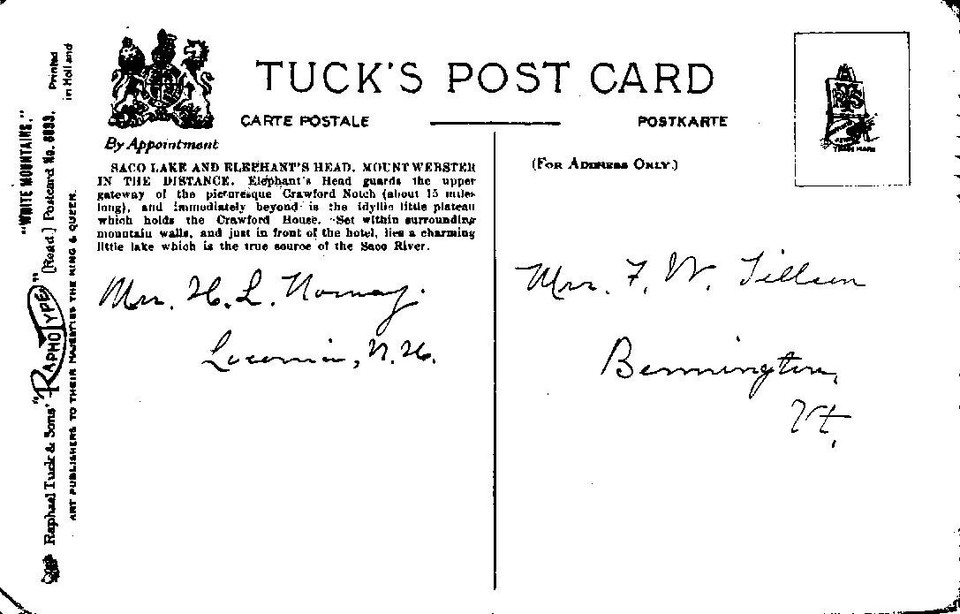 TUCK'S POST CARD
CARTE POSTALE
POSTKARTE
By Appointment
SACO LAKE AND ELEPHANT'S HEAD. MOUNT WEBSTER
IN THE DISTANCE. Elephant's Head guards the upper
gateway of the picturesque Crawford Notch (about 15 miles
long), and immediately beyond is the idyllic little plateau
which holds the Crawford House. Set within surrounding
mountain walls, and just in front of the hotel, lies a charming
little lake which is the true source of the Saco River.
Mrs. H. L.
Laconia, N. H.
(FOR ADDRESS ONLY.)
Mrs. F. W. Tillson
Bennington,
Vt.
TRADE MARK
Raphael Tuck & Sons' "RAPHOTYPE" [Regd.] Postcard No.
"WHITE MOUNTAINS."
ART PUBLISHERS TO THEIR MAJESTIES THE KING & QUEEN.
Printed
in Holland